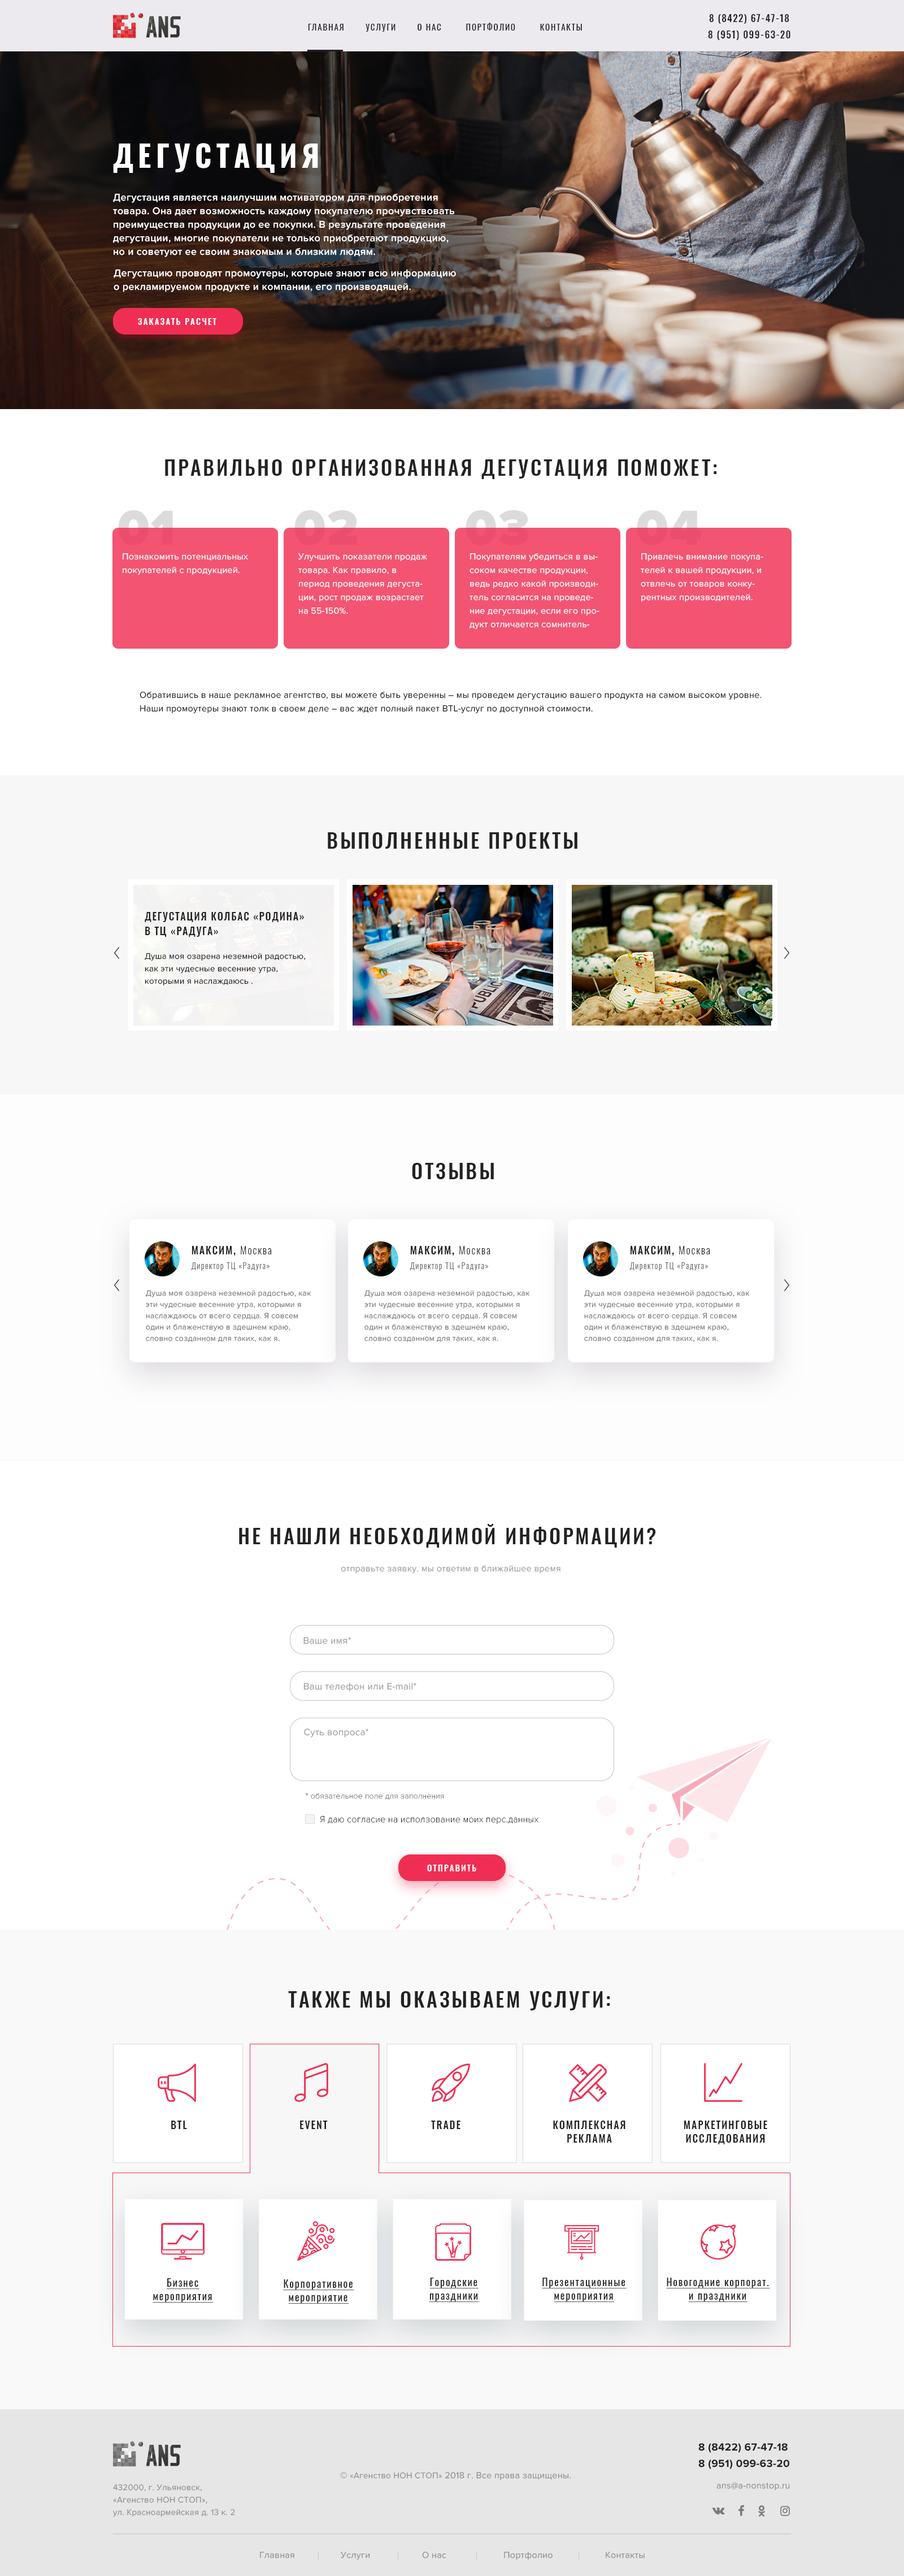 ANS
ГЛАВНАЯ УСЛУГИ О НАС ПОРТФОЛИО КОНТАКТЫ
8 (8422) 67-47-18
8 (951) 099-63-20
ДЕГУСТАЦИЯ
Дегустация является наилучшим мотиватором для приобретения
товара. Она дает возможность каждому покупателю прочувствовать
преимущества продукции до ее покупки. В результате проведения
дегустации, многие покупатели не только приобретают продукцию,
но и советуют ее своим знакомым и близким людям.
Дегустацию проводят промоутеры, которые знают всю информацию
о рекламируемом продукте и компании, его производящей.
ЗАКАЗАТЬ РАСЧЕТ
ПРАВИЛЬНО ОРГАНИЗОВАННАЯ ДЕГУСТАЦИЯ ПОМОЖЕТ:
01
Познакомить потенциальных
покупателей с продукцией.
02
Улучшить показатели продаж
товара. Как правило, в
период проведения дегуста-
ции, рост продаж возрастает
на 55-150%.
03
Покупателям убедиться в вы-
соком качестве продукции,
ведь редко какой производи-
тель согласится на проведе-
ние дегустации, если его про-
дукт отличается сомнитель-
04
Привлечь внимание покупа-
телей к вашей продукции, и
отвлечь от товаров конку-
рентных производителей.
Обратившись в наше рекламное агентство, вы можете быть уверенны – мы проведем дегустацию вашего продукта на самом высоком уровне.
Наши промоутеры знают толк в своем деле – вас ждет полный пакет BTL-услуг по доступной стоимости.
ВЫПОЛНЕННЫЕ ПРОЕКТЫ
ДЕГУСТАЦИЯ КОЛБАС «РОДИНА»
В ТЦ «РАДУГА»
Душа моя озарена неземной радостью,
как эти чудесные весенние утра,
которыми я наслаждаюсь .
PUBLIC
ОТЗЫВЫ
МАКСИМ, Москва
Директор ТЦ «Радуга»
Душа моя озарена неземной радостью, как
эти чудесные весенние утра, которыми я
наслаждаюсь от всего сердца. Я совсем
один и блаженствую в здешнем краю,
словно созданном для таких, как я.
МАКСИМ, Москва
Директор ТЦ «Радуга»
Душа моя озарена неземной радостью, как
эти чудесные весенние утра, которыми я
наслаждаюсь от всего сердца. Я совсем
один и блаженствую в здешнем краю,
словно созданном для таких, как я.
МАКСИМ, Москва
Директор ТЦ «Радуга»
Душа моя озарена неземной радостью, как
эти чудесные весенние утра, которыми я
наслаждаюсь от всего сердца. Я совсем
один и блаженствую в здешнем краю,
словно созданном для таких, как я.
НЕ НАШЛИ НЕОБХОДИМОЙ ИНФОРМАЦИИ?
отправьте заявку. мы ответим в ближайшее время
Ваше имя*
Ваш телефон или E-mail*
Суть вопроса*
* обязательное поле для заполнения
Я даю согласие на использование моих перс.данных
ОТПРАВИТЬ
ТАКЖЕ МЫ ОКАЗЫВАЕМ УСЛУГИ:
BTL
EVENT
TRADE
КОМПЛЕКСНАЯ
РЕКЛАМА
МАРКЕТИНГОВЫЕ
ИССЛЕДОВАНИЯ
Бизнес
мероприятия
Корпоративное
мероприятие
Городские
праздники
Презентационные
мероприятия
Новогодние корпорат.
и праздники
ANS
432000, г. Ульяновск,
«Агенство НОН СТОП»,
ул. Красноармейская д. 13 к. 2
© «Агенство НОН СТОП» 2018 г. Все права защищены.
8 (8422) 67-47-18
8 (951) 099-63-20
ans@a-nonstop.ru
Главная | Услуги | О нас | Портфолио | Контакты